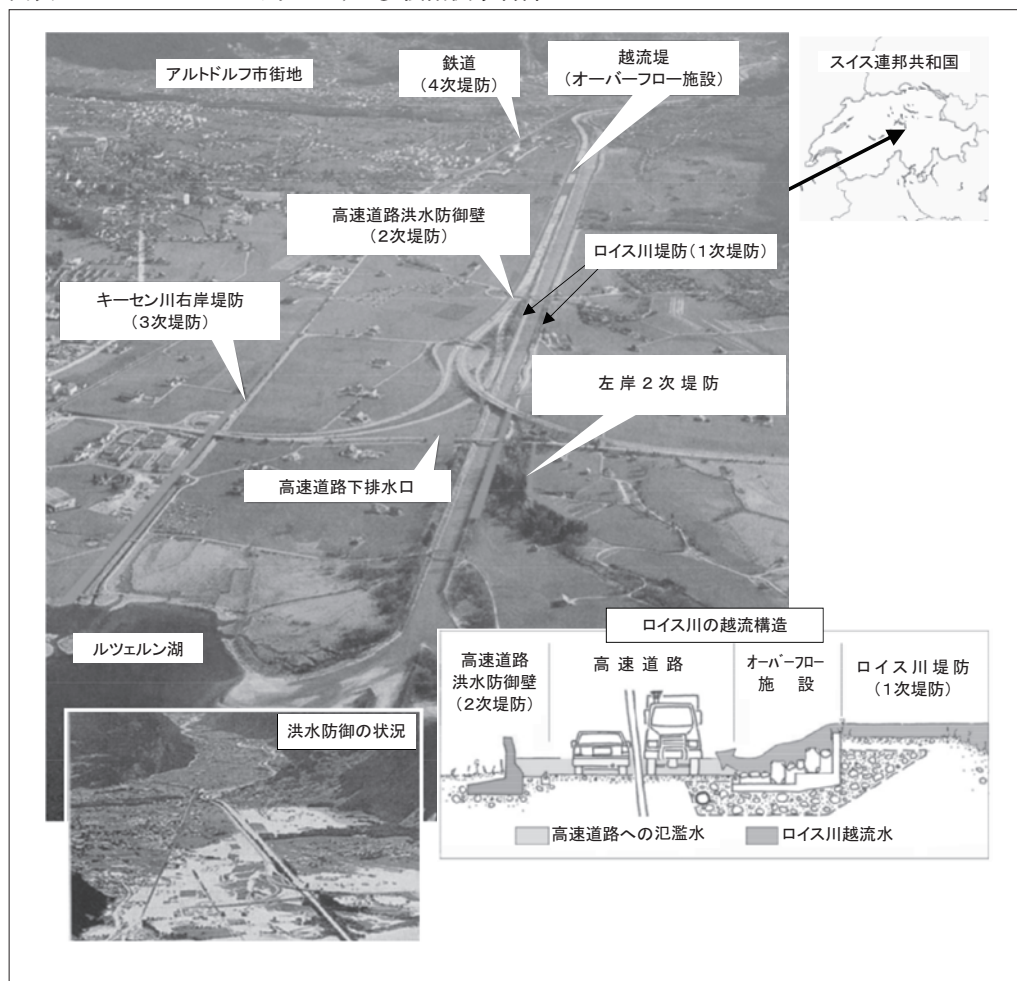 アルトドルフ市街地
鉄道
(4次堤防)
越流堤
(オーバーフロー施設)
スイス連邦共和国
高速道路洪水防御壁
(2次堤防)
ロイス川堤防(1次堤防)
キーセン川右岸堤防
(3次堤防)
左岸2次堤防
高速道路下排水口
ルツェルン湖
ロイス川の越流構造
高速道路
洪水防御壁
(2次堤防)
高速道路
オーバーフロー
施設
ロイス川堤防
(1次堤防)
高速道路への氾濫水
ロイス川越流水
洪水防御の状況